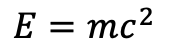 E = mc²